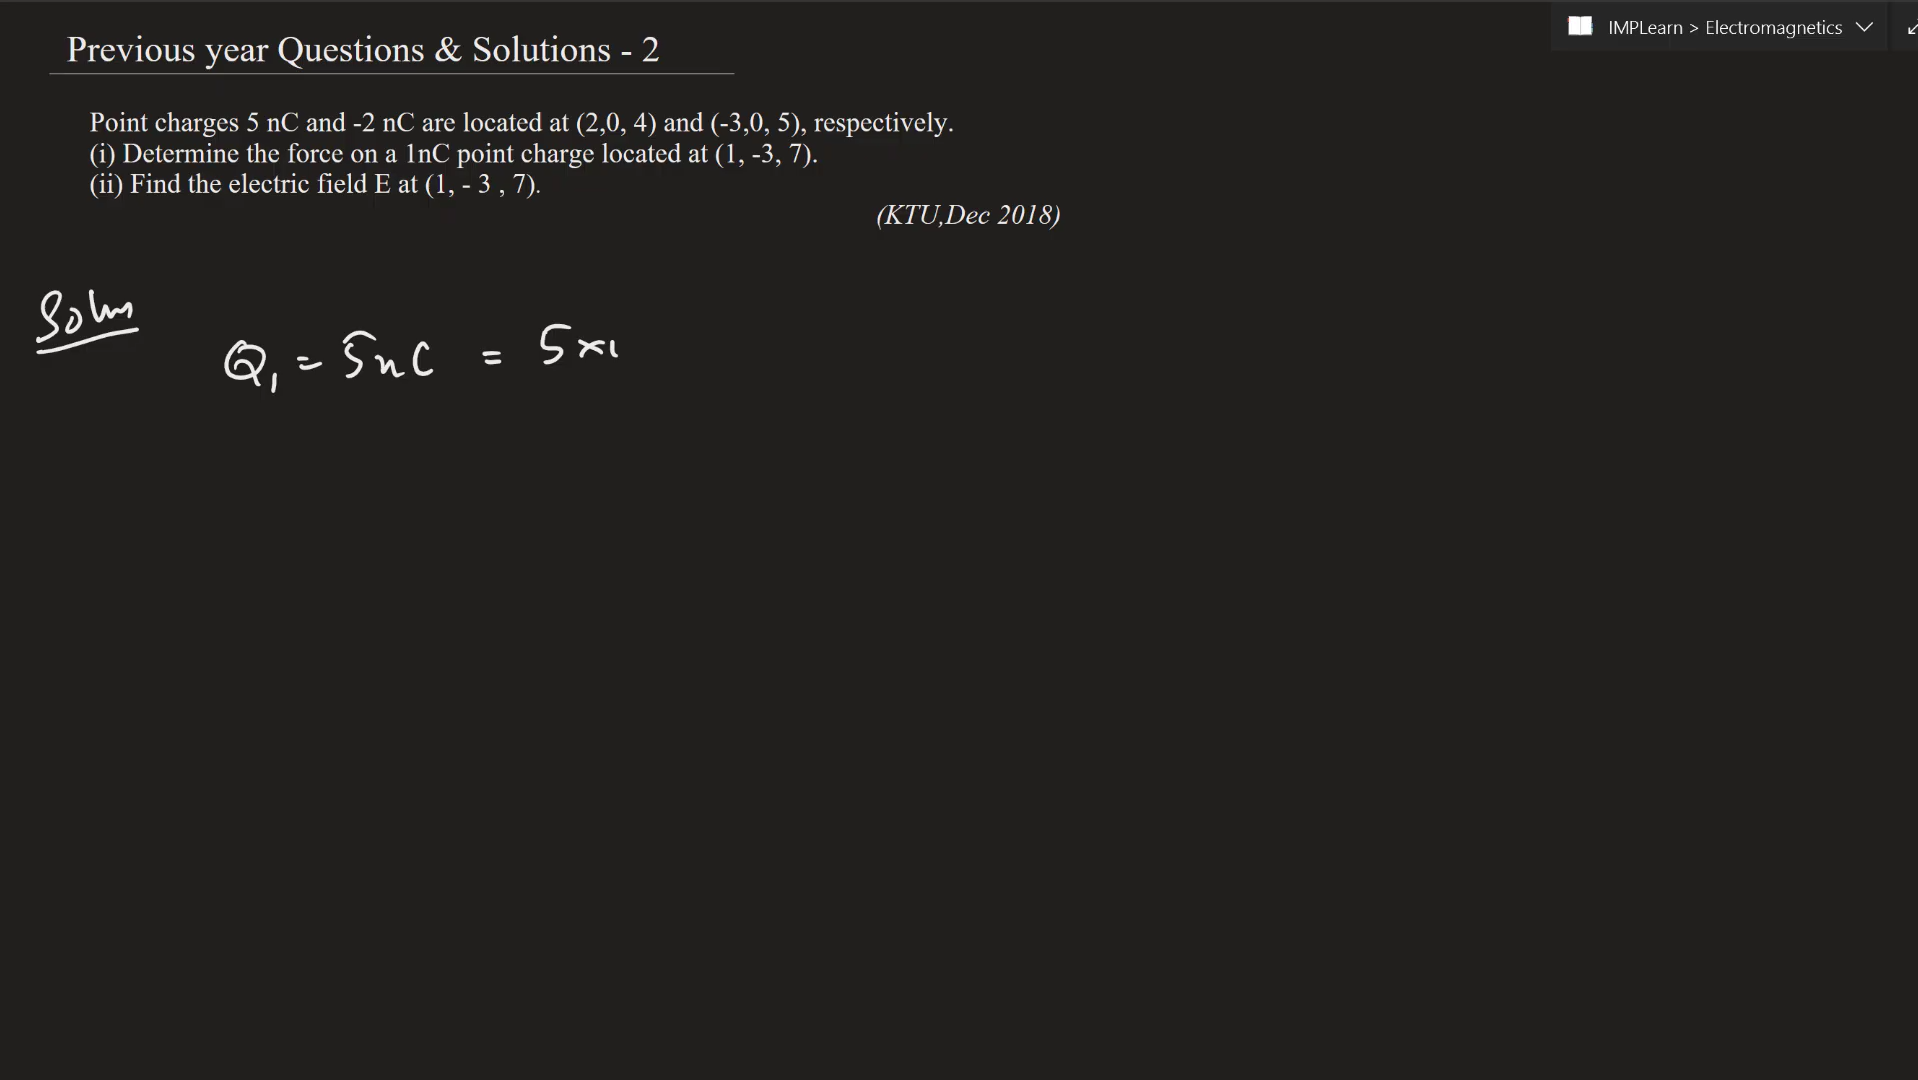 IMPLearn > Electromagnetics
Previous year Questions & Solutions - 2
Point charges 5 nC and -2 nC are located at (2,0, 4) and (-3,0, 5), respectively.
(i) Determine the force on a 1nC point charge located at (1, -3, 7).
(ii) Find the electric field E at (1, - 3 , 7).
(KTU,Dec 2018)
Soln
Q₁ = 5nC = 5×1